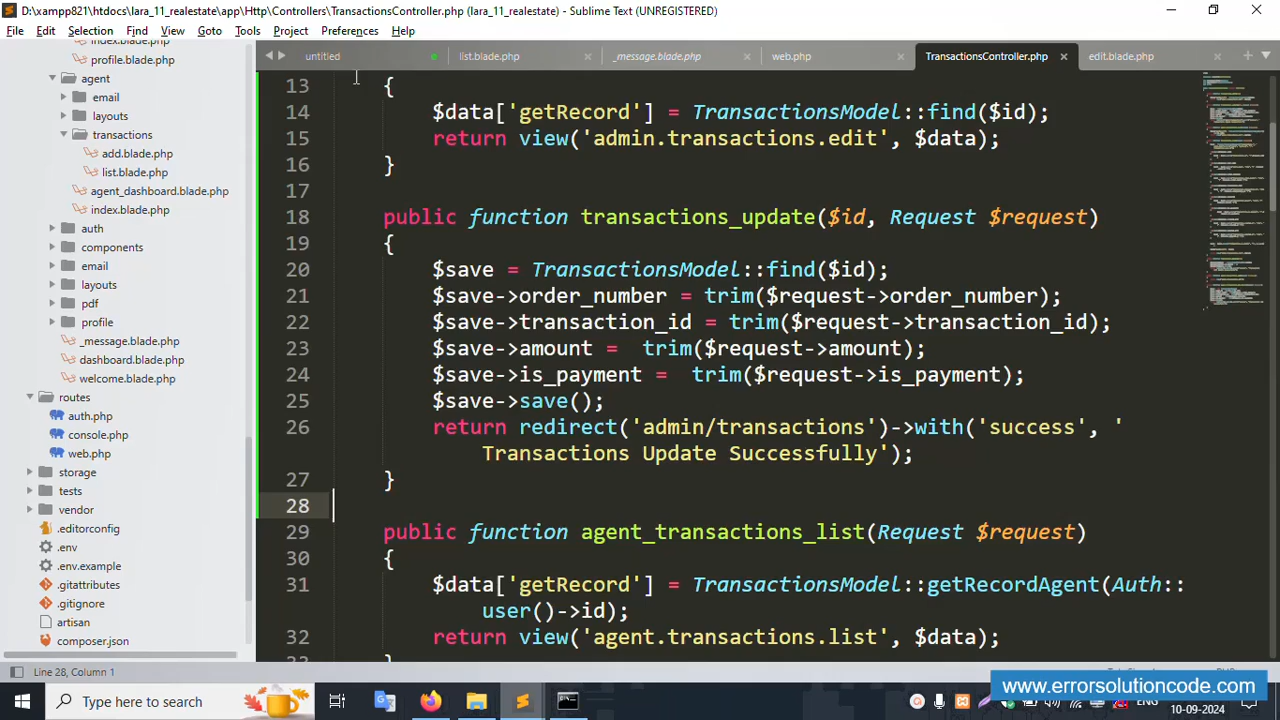 D:\xampp821\htdocs\lara_11_realestate\app\Http\Controllers\TransactionsController.php (lara_11_realestate) - Sublime Text (UNREGISTERED)
File Edit Selection Find View Goto Tools Project Preferences Help
untitled list.blade.php _message.blade.php web.php TransactionsController.php edit.blade.php
index.blade.php
profile.blade.php
agent
email
layouts
transactions
add.blade.php
list.blade.php
agent_dashboard.blade.php
index.blade.php
auth
components
email
layouts
pdf
profile
_message.blade.php
dashboard.blade.php
welcome.blade.php
routes
auth.php
console.php
web.php
storage
tests
vendor
.editorconfig
.env
.env.example
.gitattributes
.gitignore
artisan
composer.json
13 {
14 $data['getRecord'] = TransactionsModel::find($id);
15 return view('admin.transactions.edit', $data);
16 }
17
18 public function transactions_update($id, Request $request)
19 {
20 $save = TransactionsModel::find($id);
21 $save->order_number = trim($request->order_number);
22 $save->transaction_id = trim($request->transaction_id);
23 $save->amount =  trim($request->amount);
24 $save->is_payment =  trim($request->is_payment);
25 $save->save();
26 return redirect('admin/transactions')->with('success', '
Transactions Update Successfully');
27 }
28
29 public function agent_transactions_list(Request $request)
30 {
31 $data['getRecord'] = TransactionsModel::getRecordAgent(Auth::
user()->id);
32 return view('agent.transactions.list', $data);
Line 28, Column 1
www.errorsolutioncode.com
Type here to search
ENG
10-09-2024